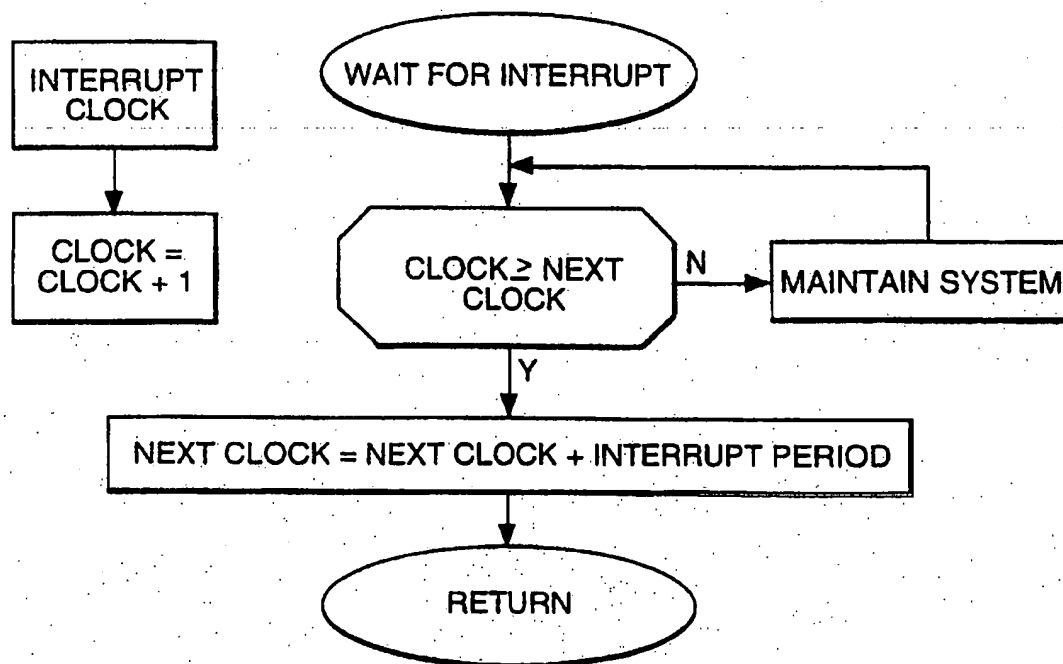 INTERRUPT
CLOCK
CLOCK =
CLOCK + 1
WAIT FOR INTERRUPT
CLOCK ≥ NEXT
CLOCK
N
MAINTAIN SYSTEM
Y
NEXT CLOCK = NEXT CLOCK + INTERRUPT PERIOD
RETURN